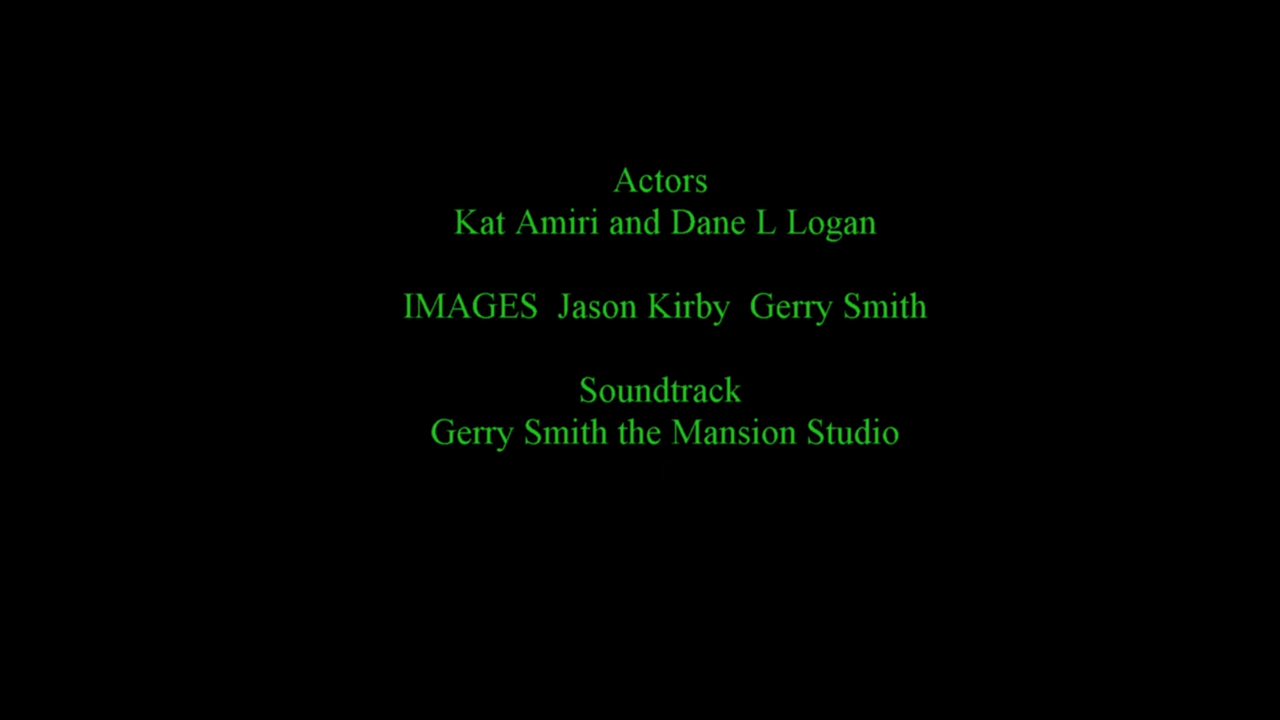 Actors
Kat Amiri and Dane L Logan
IMAGES  Jason Kirby  Gerry Smith
Soundtrack
Gerry Smith the Mansion Studio